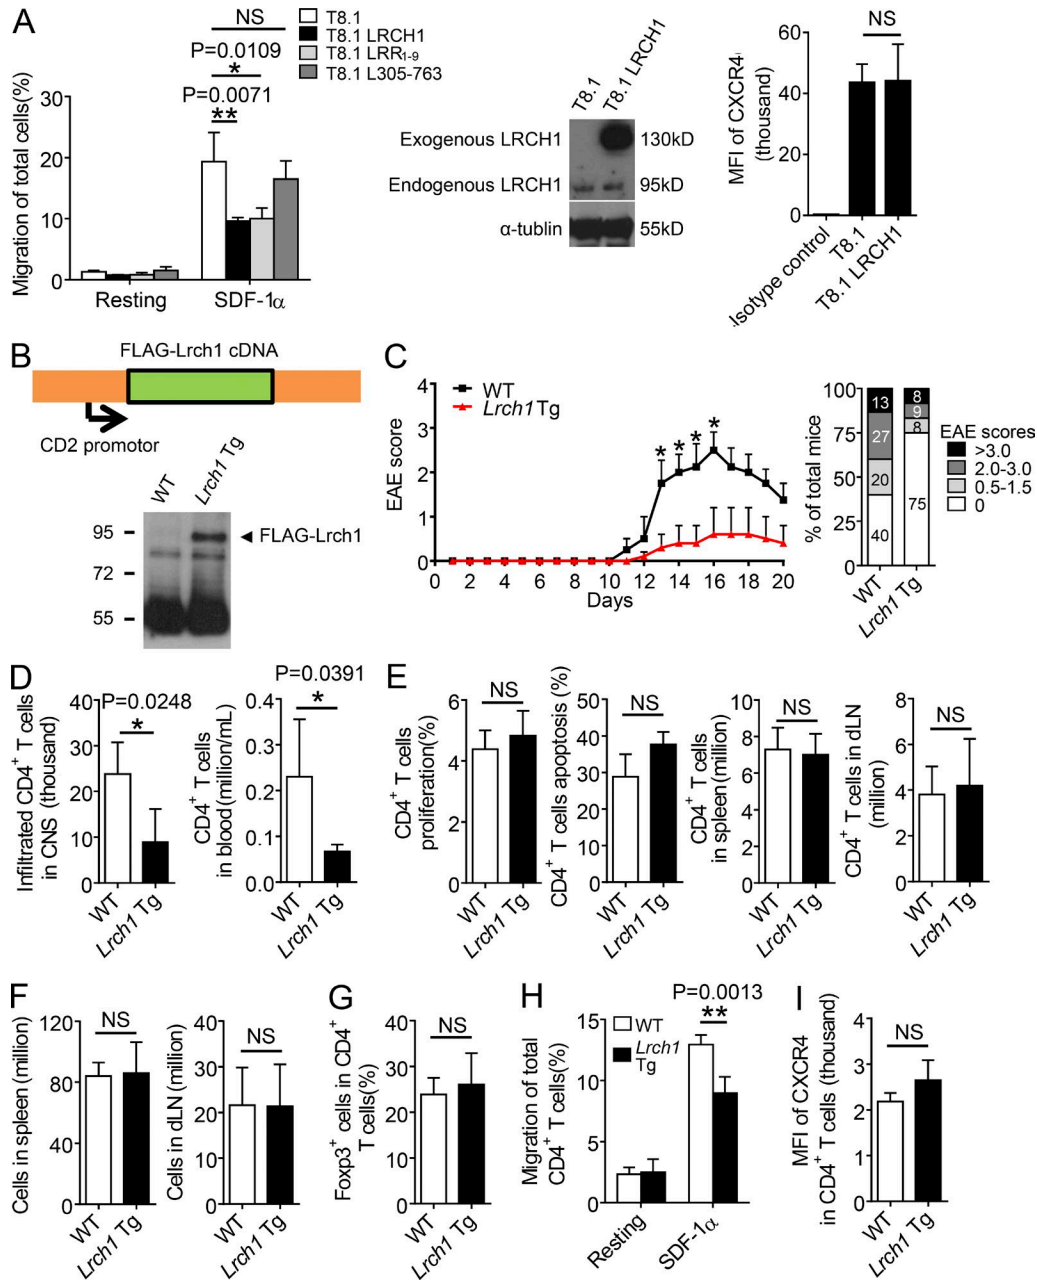 A
NS
P=0.0109
*
P=0.0071
**
T8.1
T8.1 LRCH1
T8.1 LRR1-9
T8.1 L305-763
Migration of total cells(%)
30
20
10
0
Resting
SDF-1α
T8.1
T8.1 LRCH1
Exogenous LRCH1
130kD
Endogenous LRCH1
95kD
α-tublin
55kD
MFI of CXCR4
(thousand)
60
40
20
0
NS
Isotype control
T8.1
T8.1 LRCH1
B
FLAG-Lrch1 cDNA
CD2 promotor
WT
Lrch1 Tg
95
FLAG-Lrch1
72
55
C
EAE score
4
3
2
1
0
WT
Lrch1 Tg
* * * *
0 2 4 6 8 10 12 14 16 18 20
Days
% of total mice
100
75
50
25
0
13
27
20
40
8
9
8
75
WT
Lrch1 Tg
EAE scores
>3.0
2.0-3.0
0.5-1.5
0
D
Infiltrated CD4+ T cells
in CNS (thousand)
40
30
20
10
0
P=0.0248
*
WT
Lrch1 Tg
CD4+ T cells
in blood (million/mL)
0.4
0.3
0.2
0.1
0.0
P=0.0391
*
WT
Lrch1 Tg
E
CD4+ T cells
proliferation(%)
6
4
2
0
NS
WT
Lrch1 Tg
CD4+ T cells apoptosis (%)
50
40
30
20
10
0
NS
WT
Lrch1 Tg
CD4+ T cells
in spleen (million)
10
8
6
4
2
0
NS
WT
Lrch1 Tg
CD4+ T cells in dLN
(million)
8
6
4
2
0
NS
WT
Lrch1 Tg
F
Cells in spleen (million)
120
80
40
0
NS
WT
Lrch1 Tg
Cells in dLN (million)
40
30
20
10
0
NS
WT
Lrch1 Tg
G
Foxp3+ cells in CD4+
T cells(%)
40
30
20
10
0
NS
WT
Lrch1 Tg
H
Migration of total
CD4+ T cells(%)
15
10
5
0
P=0.0013
**
WT
Lrch1
Tg
Resting
SDF-1α
I
MFI of CXCR4
in CD4+ T cells (thousand)
4
3
2
1
0
NS
WT
Lrch1 Tg